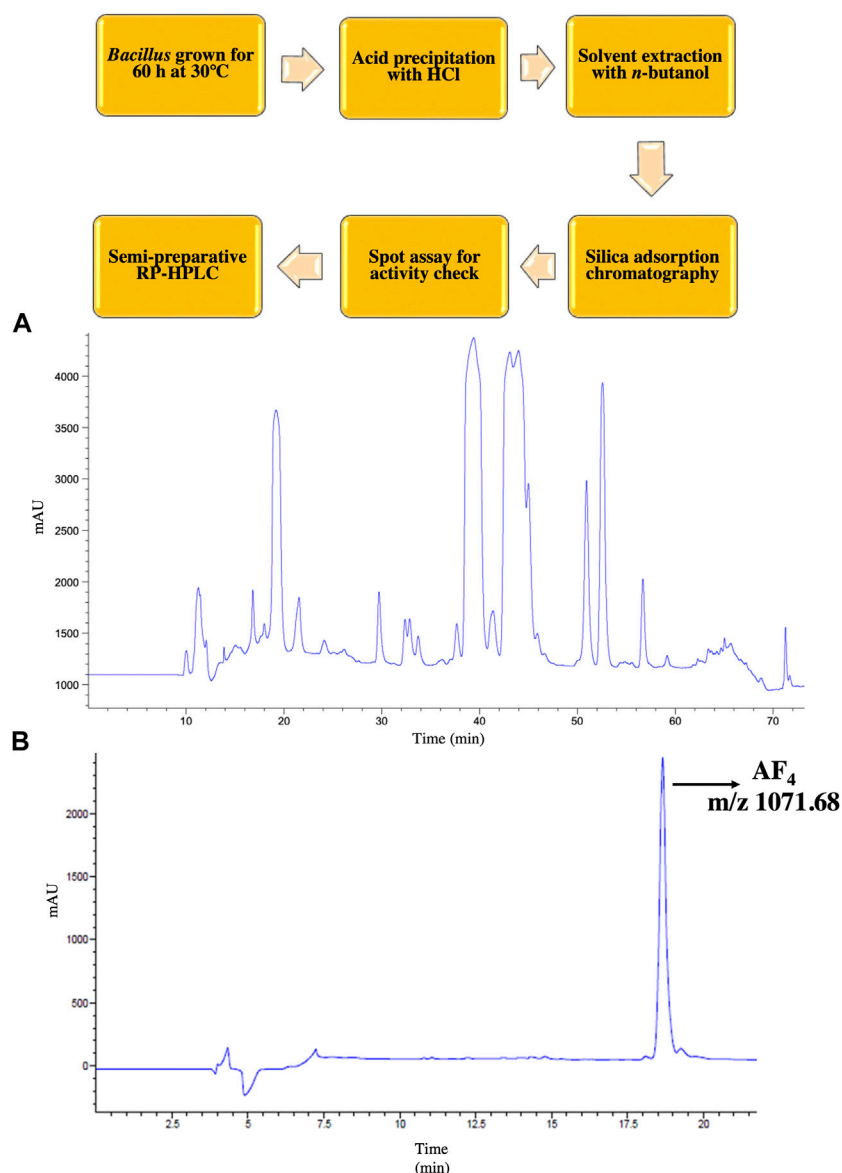 Bacillus grown for
60 h at 30°C
Acid precipitation
with HCl
Solvent extraction
with n-butanol
Semi-preparative
RP-HPLC
Spot assay for
activity check
Silica adsorption
chromatography
A
4000
3500
3000
2500
2000
1500
1000
mAU
10
20
30
40
50
60
70
Time (min)
B
2000
1500
1000
500
0
mAU
AF4
m/z 1071.68
2.5
5
7.5
10
12.5
15
17.5
20
Time
(min)